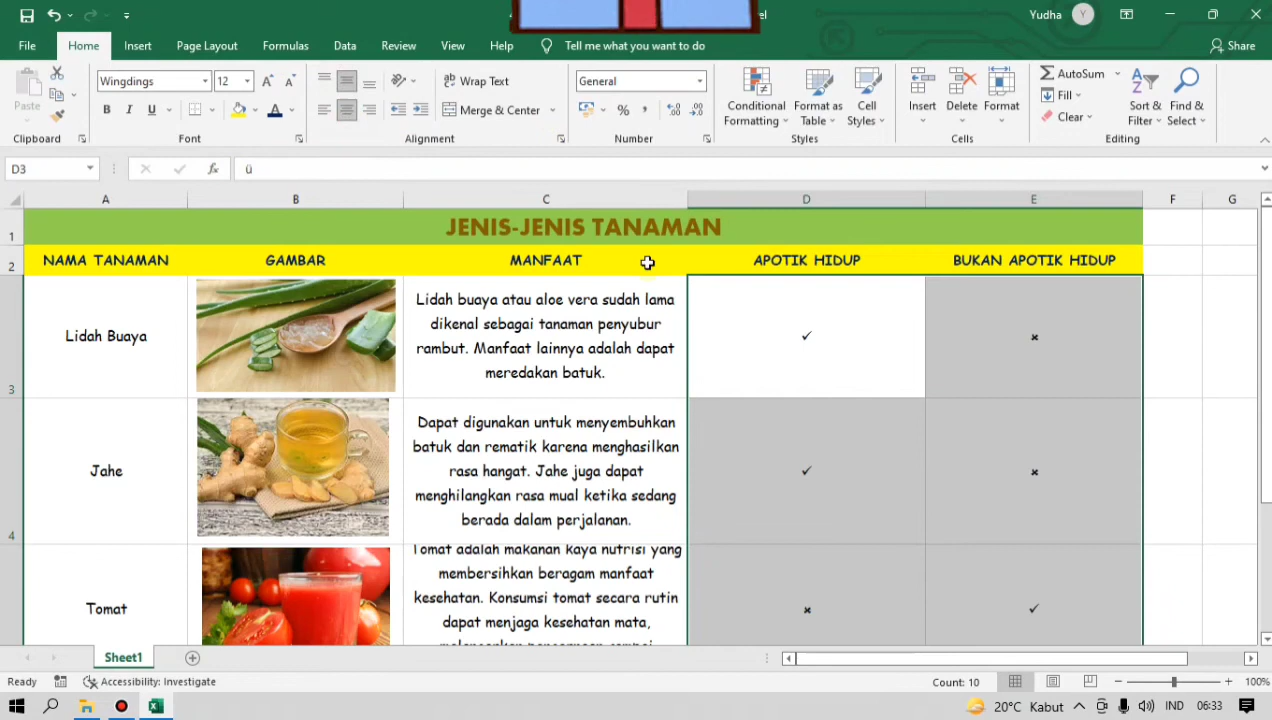 el
Yudha
Y
File Home Insert Page Layout Formulas Data Review View Help Tell me what you want to do Share
Wingdings 12 Wrap Text General AutoSum
Paste B I U Merge & Center Conditional Formatting Format as Table Cell Styles Insert Delete Format Fill Clear Sort & Filter Find & Select
Clipboard Font Alignment Number Styles Cells Editing
D3 fx ü
A B C D E F G
1 JENIS-JENIS TANAMAN
2 NAMA TANAMAN GAMBAR MANFAAT APOTIK HIDUP BUKAN APOTIK HIDUP
Lidah buaya atau aloe vera sudah lama
dikenal sebagai tanaman penyubur
Lidah Buaya ✓ ×
rambut. Manfaat lainnya adalah dapat
meredakan batuk.
3
Dapat digunakan untuk menyembuhkan
batuk dan rematik karena menghasilkan
Jahe rasa hangat. Jahe juga dapat ✓ ×
menghilangkan rasa mual ketika sedang
berada dalam perjalanan.
4
Tomat adalah makanan kaya nutrisi yang
membersihkan beragam manfaat
kesehatan. Konsumsi tomat secara rutin
Tomat × ✓
dapat menjaga kesehatan mata,
Sheet1
Ready Accessibility: Investigate Count: 10 100%
20°C Kabut IND 06:33